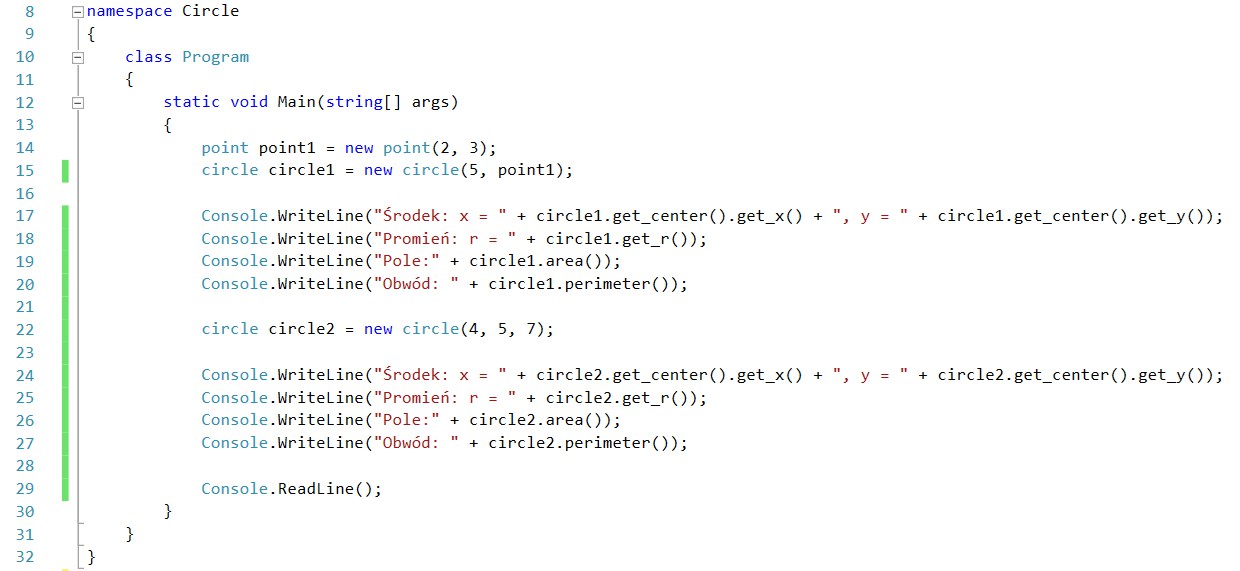 8 namespace Circle
9 {
10     class Program
11     {
12         static void Main(string[] args)
13         {
14             point point1 = new point(2, 3);
15             circle circle1 = new circle(5, point1);
16
17             Console.WriteLine("Środek: x = " + circle1.get_center().get_x() + ", y = " + circle1.get_center().get_y());
18             Console.WriteLine("Promień: r = " + circle1.get_r());
19             Console.WriteLine("Pole:" + circle1.area());
20             Console.WriteLine("Obwód: " + circle1.perimeter());
21
22             circle circle2 = new circle(4, 5, 7);
23
24             Console.WriteLine("Środek: x = " + circle2.get_center().get_x() + ", y = " + circle2.get_center().get_y());
25             Console.WriteLine("Promień: r = " + circle2.get_r());
26             Console.WriteLine("Pole:" + circle2.area());
27             Console.WriteLine("Obwód: " + circle2.perimeter());
28
29             Console.ReadLine();
30         }
31     }
32 }